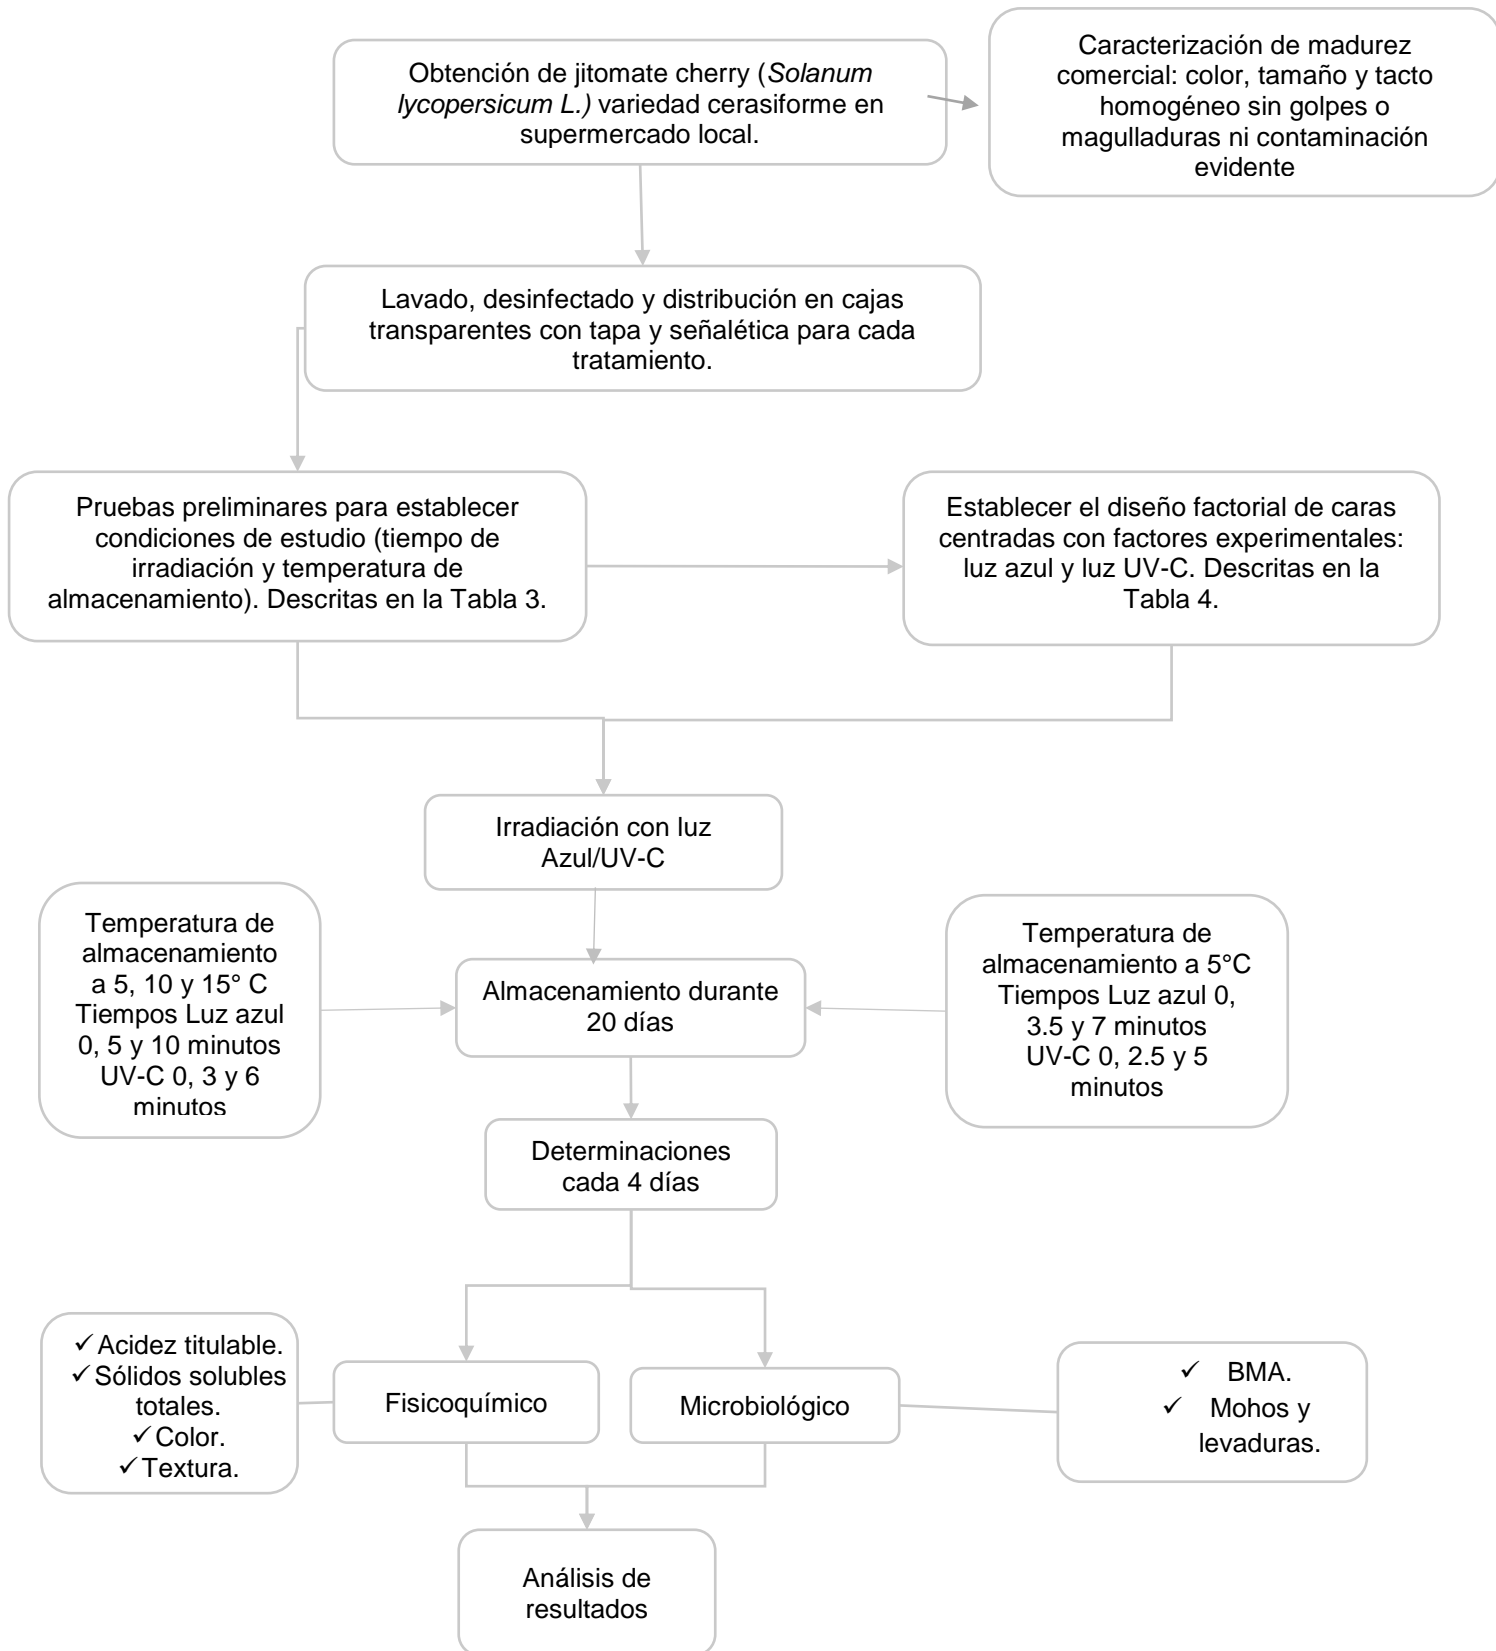 Obtención de jitomate cherry (Solanum
lycopersicum L.) variedad cerasiforme en
supermercado local.
Caracterización de madurez
comercial: color, tamaño y tacto
homogéneo sin golpes o
magulladuras ni contaminación
evidente
Lavado, desinfectado y distribución en cajas
transparentes con tapa y señalética para cada
tratamiento.
Pruebas preliminares para establecer
condiciones de estudio (tiempo de
irradiación y temperatura de
almacenamiento). Descritas en la Tabla 3.
Establecer el diseño factorial de caras
centradas con factores experimentales:
luz azul y luz UV-C. Descritas en la
Tabla 4.
Irradiación con luz
Azul/UV-C
Temperatura de
almacenamiento
a 5, 10 y 15° C
Tiempos Luz azul
0, 5 y 10 minutos
UV-C 0, 3 y 6
minutos
Almacenamiento durante
20 días
Temperatura de
almacenamiento a 5°C
Tiempos Luz azul 0,
3.5 y 7 minutos
UV-C 0, 2.5 y 5
minutos
Determinaciones
cada 4 días
✓ Acidez titulable.
✓ Sólidos solubles
totales.
✓ Color.
✓ Textura.
Fisicoquímico
Microbiológico
✓ BMA.
✓ Mohos y
levaduras.
Análisis de
resultados